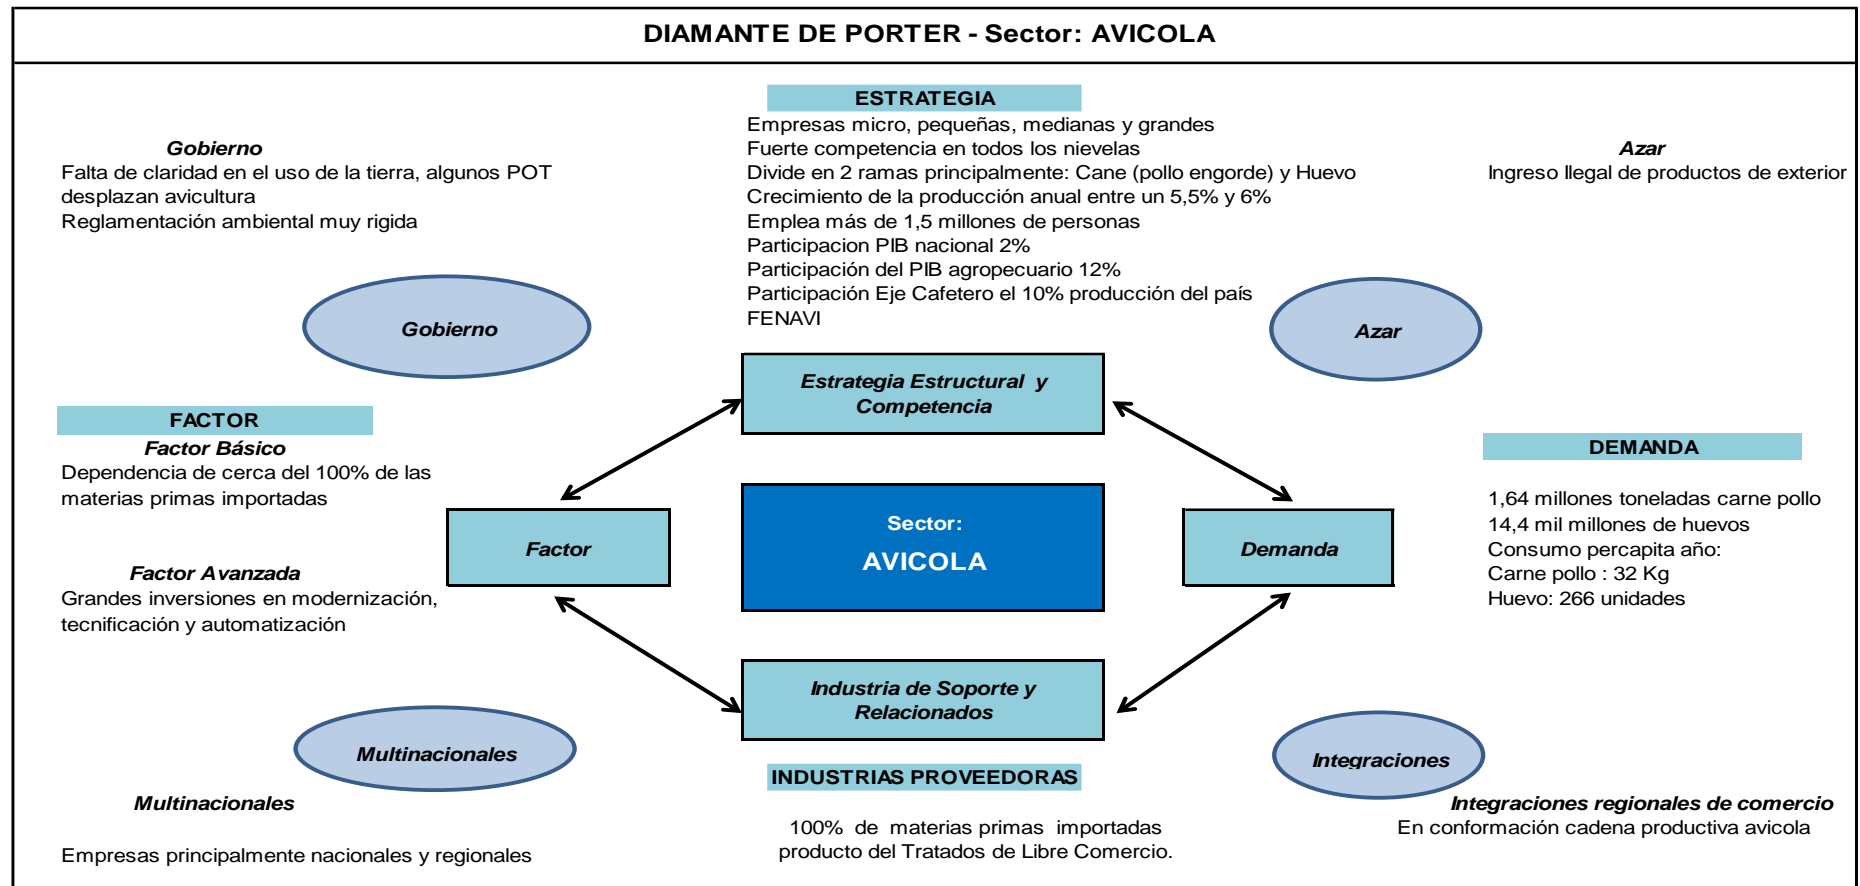 DIAMANTE DE PORTER - Sector: AVICOLA
ESTRATEGIA
Empresas micro, pequeñas, medianas y grandes
Fuerte competencia en todos los nievelas
Divide en 2 ramas principalmente: Cane (pollo engorde) y Huevo
Crecimiento de la producción anual entre un 5,5% y 6%
Emplea más de 1,5 millones de personas
Participacion PIB nacional 2%
Participación del PIB agropecuario 12%
Participación Eje Cafetero el 10% producción del país
FENAVI
Gobierno
Falta de claridad en el uso de la tierra, algunos POT
desplazan avicultura
Reglamentación ambiental muy rigida
Azar
Ingreso Ilegal de productos de exterior
Gobierno
Azar
Estrategia Estructural y
Competencia
FACTOR
Factor Básico
Dependencia de cerca del 100% de las
materias primas importadas
Factor Avanzada
Grandes inversiones en modernización,
tecnificación y automatización
Factor
Sector:
AVICOLA
Demanda
DEMANDA
1,64 millones toneladas carne pollo
14,4 mil millones de huevos
Consumo percapita año:
Carne pollo : 32 Kg
Huevo: 266 unidades
Industria de Soporte y
Relacionados
Multinacionales
Integraciones
INDUSTRIAS PROVEEDORAS
100% de materias primas importadas
producto del Tratados de Libre Comercio.
Multinacionales
Empresas principalmente nacionales y regionales
Integraciones regionales de comercio
En conformación cadena productiva avicola